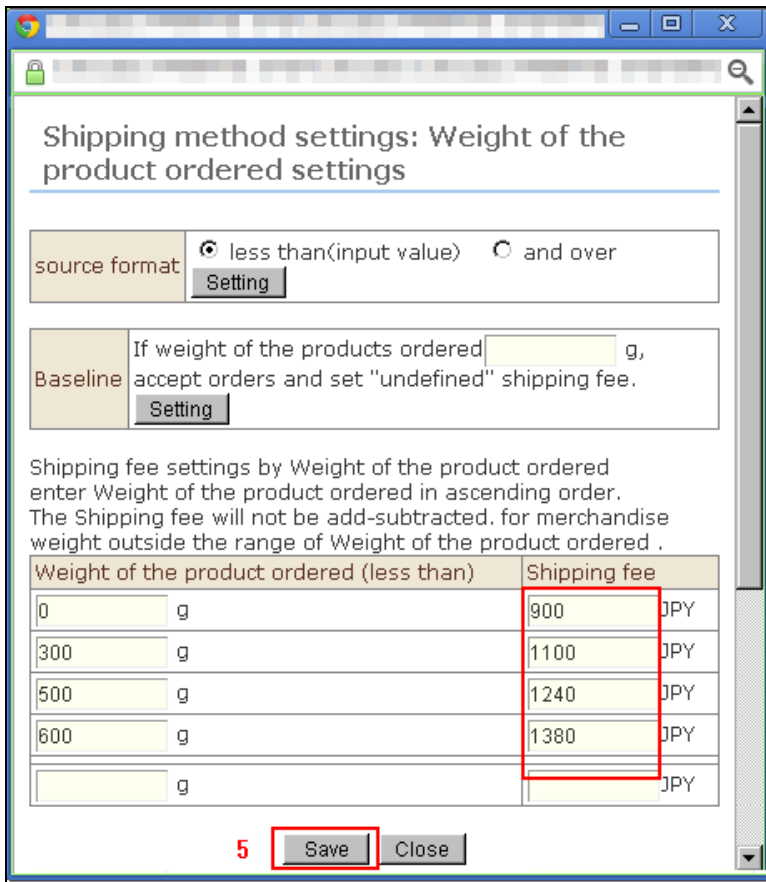 Shipping method settings: Weight of the
product ordered settings
source format
less than(input value) and over
Setting
Baseline
If weight of the products ordered g,
accept orders and set "undefined" shipping fee.
Setting
Shipping fee settings by Weight of the product ordered
enter Weight of the product ordered in ascending order.
The Shipping fee will not be add-subtracted. for merchandise
weight outside the range of Weight of the product ordered .
Weight of the product ordered (less than) Shipping fee
0 g 900 JPY
300 g 1100 JPY
500 g 1240 JPY
600 g 1380 JPY
g JPY
5 Save Close